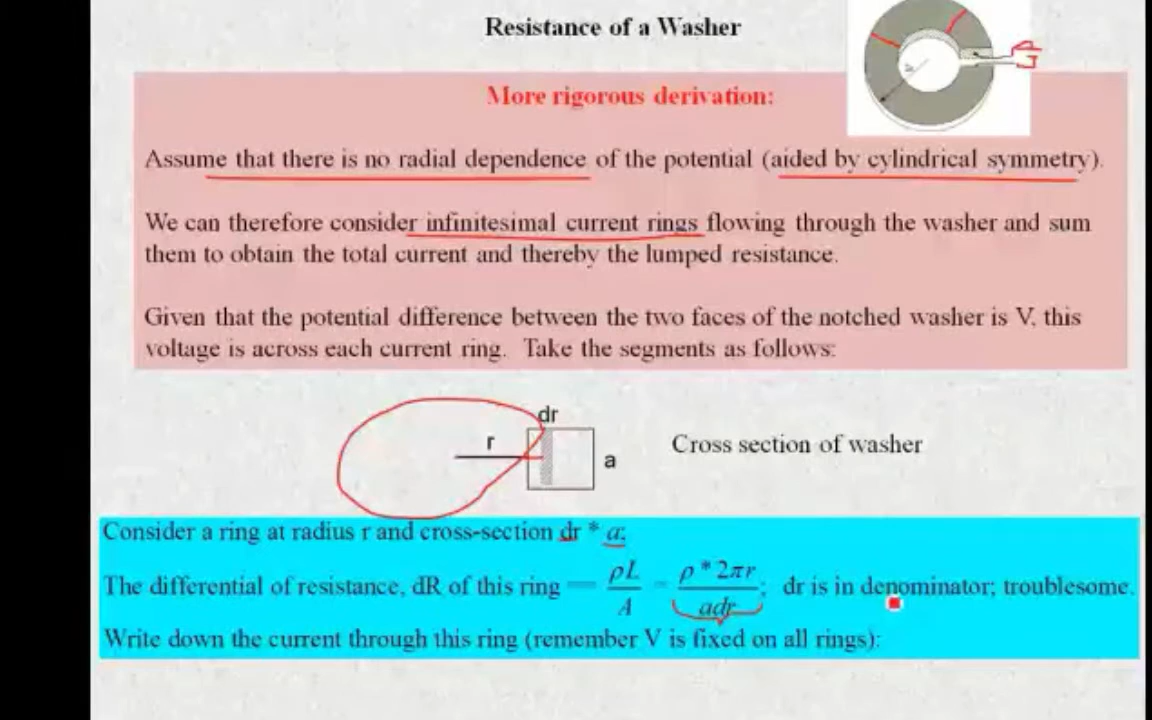 Resistance of a Washer
More rigorous derivation:
Assume that there is no radial dependence of the potential (aided by cylindrical symmetry).
We can therefore consider infinitesimal current rings flowing through the washer and sum
them to obtain the total current and thereby the lumped resistance.
Given that the potential difference between the two faces of the notched washer is V, this
voltage is across each current ring. Take the segments as follows:
dr
r
a
Cross section of washer
Consider a ring at radius r and cross-section dr * a;
The differential of resistance, dR of this ring = ρL/A = ρ*2πr/adr; dr is in denominator; troublesome.
Write down the current through this ring (remember V is fixed on all rings):